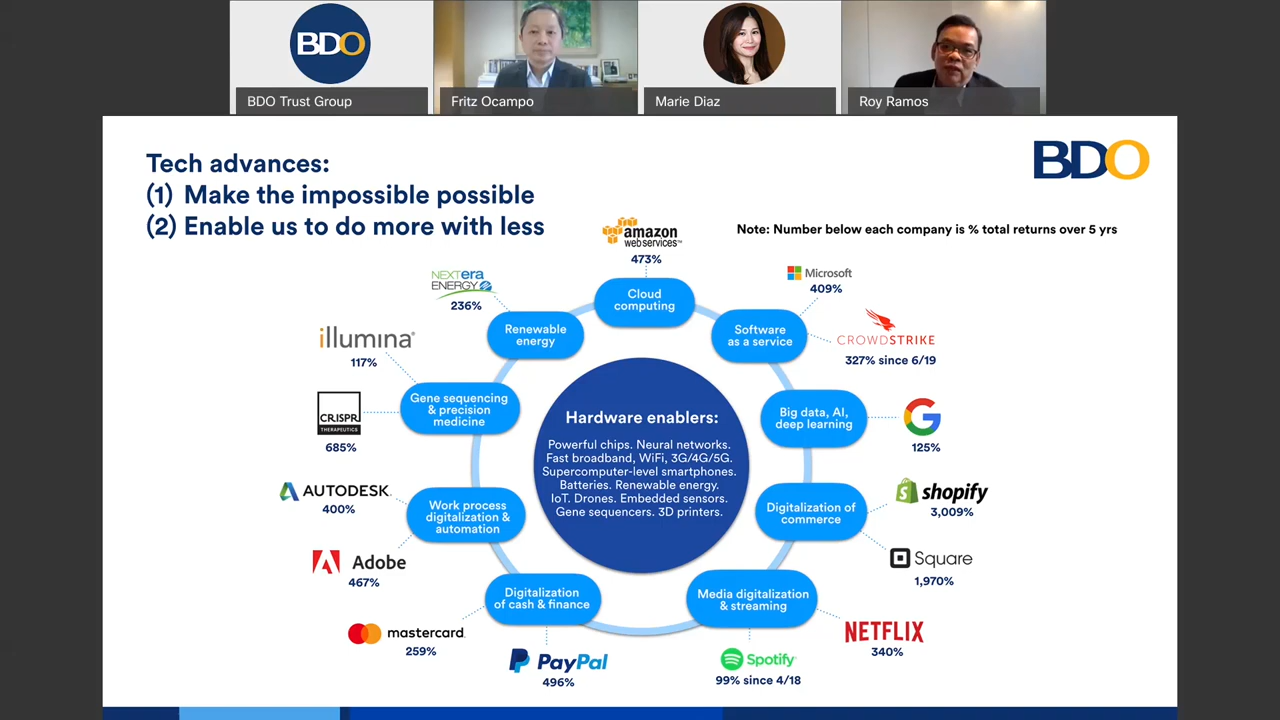 BDO
BDO Trust Group
Fritz Ocampo
Marie Diaz
Roy Ramos
Tech advances:
(1) Make the impossible possible
(2) Enable us to do more with less
BDO
Note: Number below each company is % total returns over 5 yrs
amazon
webservices™
473%
Cloud
computing
Microsoft
409%
CROWDSTRIKE
327% since 6/19
Software
as a service
Big data, AI,
deep learning
G
125%
Digitalization of
commerce
shopify
3,009%
Square
1,970%
Media digitalization
& streaming
NETFLIX
340%
Spotify
99% since 4/18
Digitalization
of cash & finance
PayPal
496%
mastercard
259%
Work process
digitalization &
automation
Adobe
467%
AUTODESK
400%
Gene sequencing
& precision
medicine
CRISPR
THERAPEUTICS
685%
illumina®
117%
Renewable
energy
NEXTera
ENERGY
236%
Hardware enablers:
Powerful chips. Neural networks.
Fast broadband, WiFi, 3G/4G/5G.
Supercomputer-level smartphones.
Batteries. Renewable energy.
IoT. Drones. Embedded sensors.
Gene sequencers. 3D printers.